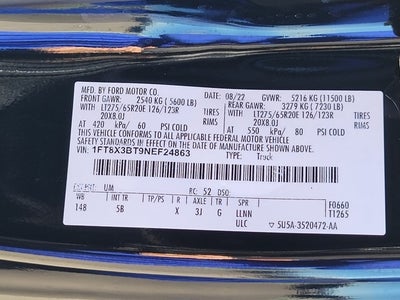 MFD. BY FORD MOTOR CO.
DATE: 08/22 GVWR: 5216 KG (11500 LB)
FRONT GAWR: 2540 KG (5600 LB) REAR GAWR: 3279 KG (7230 LB)
LT275/65R20E 126/123R TIRES LT275/65R20E 126/123R TIRES
20X8.0J RIMS 20X8.0J RIMS
AT 420 kPa/ 60 PSI COLD AT 550 kPa/ 80 PSI COLD
THIS VEHICLE CONFORMS TO ALL APPLICABLE FEDERAL MOTOR VEHICLE
SAFETY STANDARDS IN EFFECT ON THE DATE OF MANUFACTURE SHOWN ABOVE.
VIN: 1FT8X3BT9NEF24863 TYPE: Truck
EXT PNT: UM RC: 52 DSO:
WB INT TR TP/PS R AXLE TR SPR F0660
148 5B X 3J G LLNN T1265
ULC 5U5A-3520472-AA